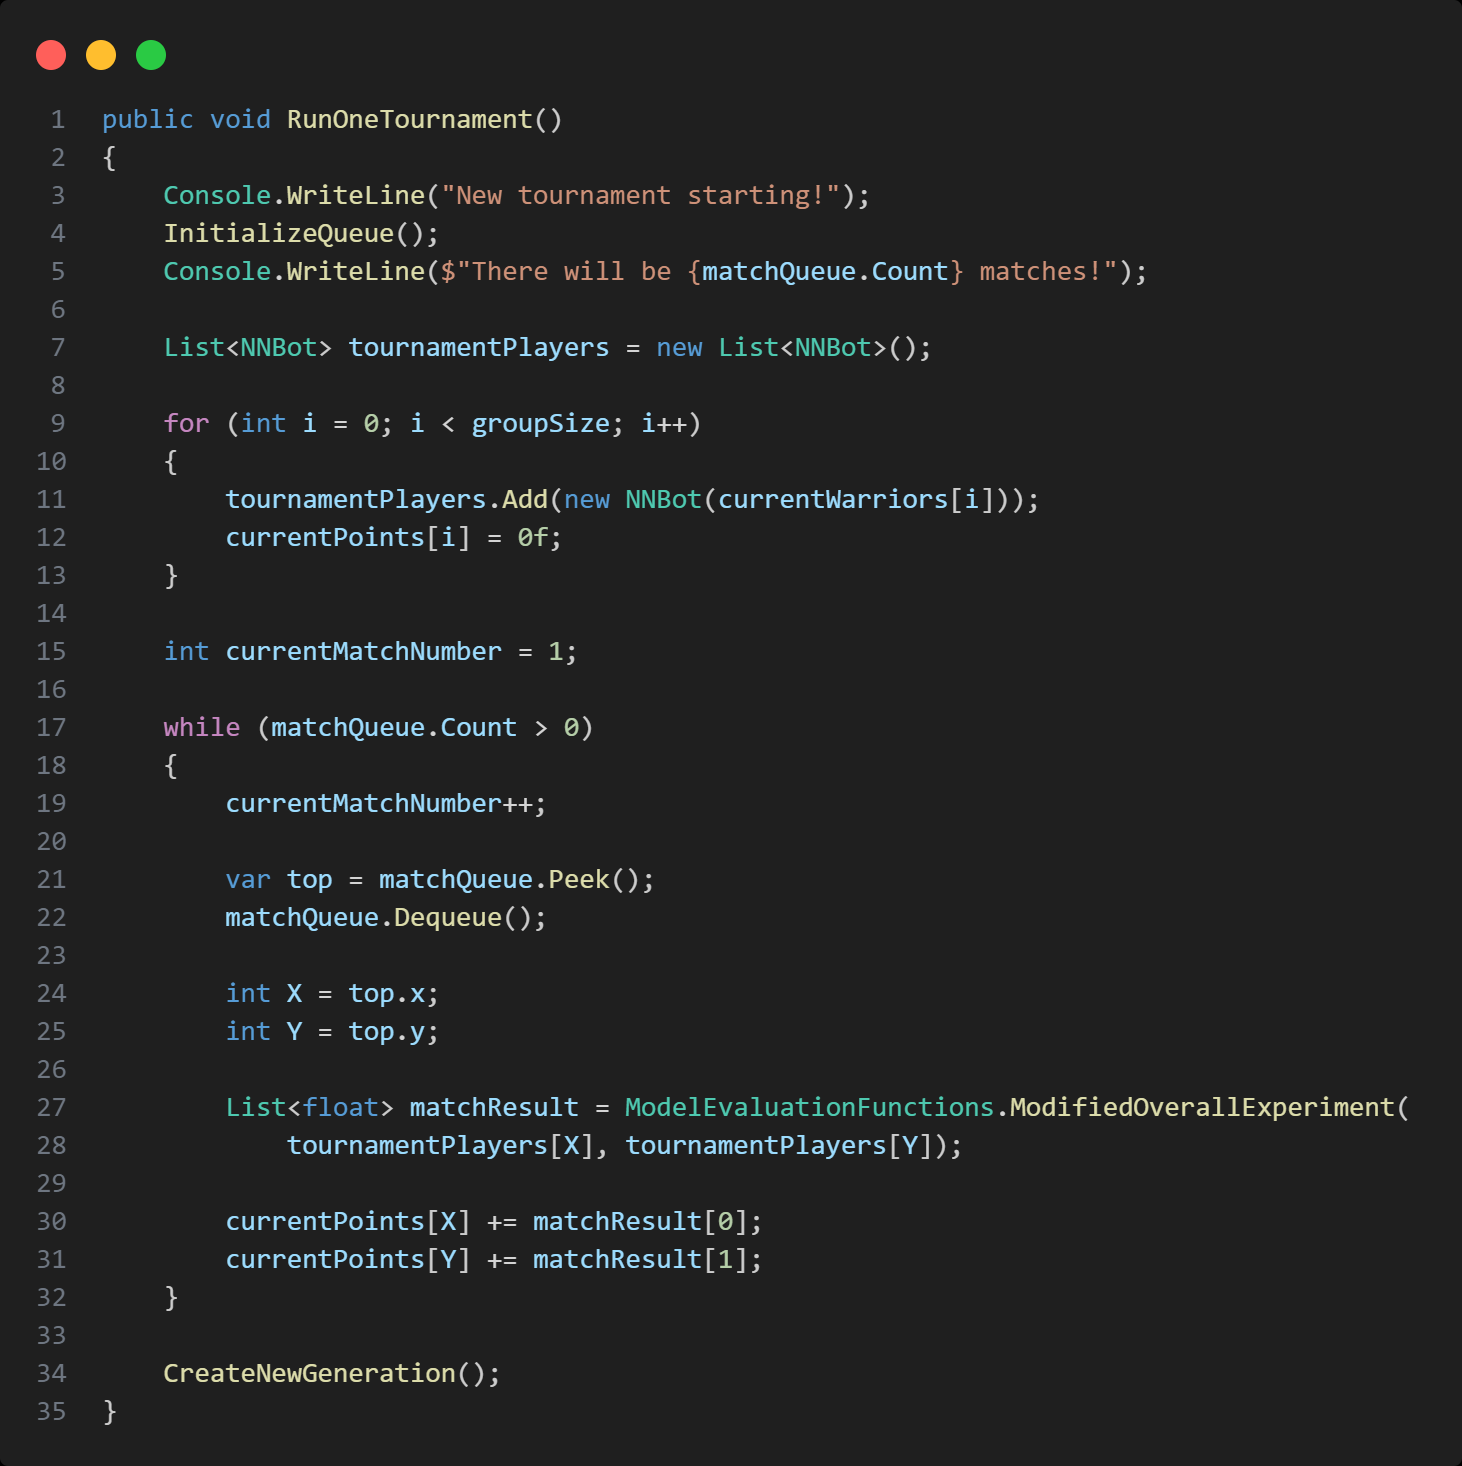 1 public void RunOneTournament()
2 {
3     Console.WriteLine("New tournament starting!");
4     InitializeQueue();
5     Console.WriteLine($"There will be {matchQueue.Count} matches!");
6
7     List<NNBot> tournamentPlayers = new List<NNBot>();
8
9     for (int i = 0; i < groupSize; i++)
10     {
11         tournamentPlayers.Add(new NNBot(currentWarriors[i]));
12         currentPoints[i] = 0f;
13     }
14
15     int currentMatchNumber = 1;
16
17     while (matchQueue.Count > 0)
18     {
19         currentMatchNumber++;
20
21         var top = matchQueue.Peek();
22         matchQueue.Dequeue();
23
24         int X = top.x;
25         int Y = top.y;
26
27         List<float> matchResult = ModelEvaluationFunctions.ModifiedOverallExperiment(
28             tournamentPlayers[X], tournamentPlayers[Y]);
29
30         currentPoints[X] += matchResult[0];
31         currentPoints[Y] += matchResult[1];
32     }
33
34     CreateNewGeneration();
35 }